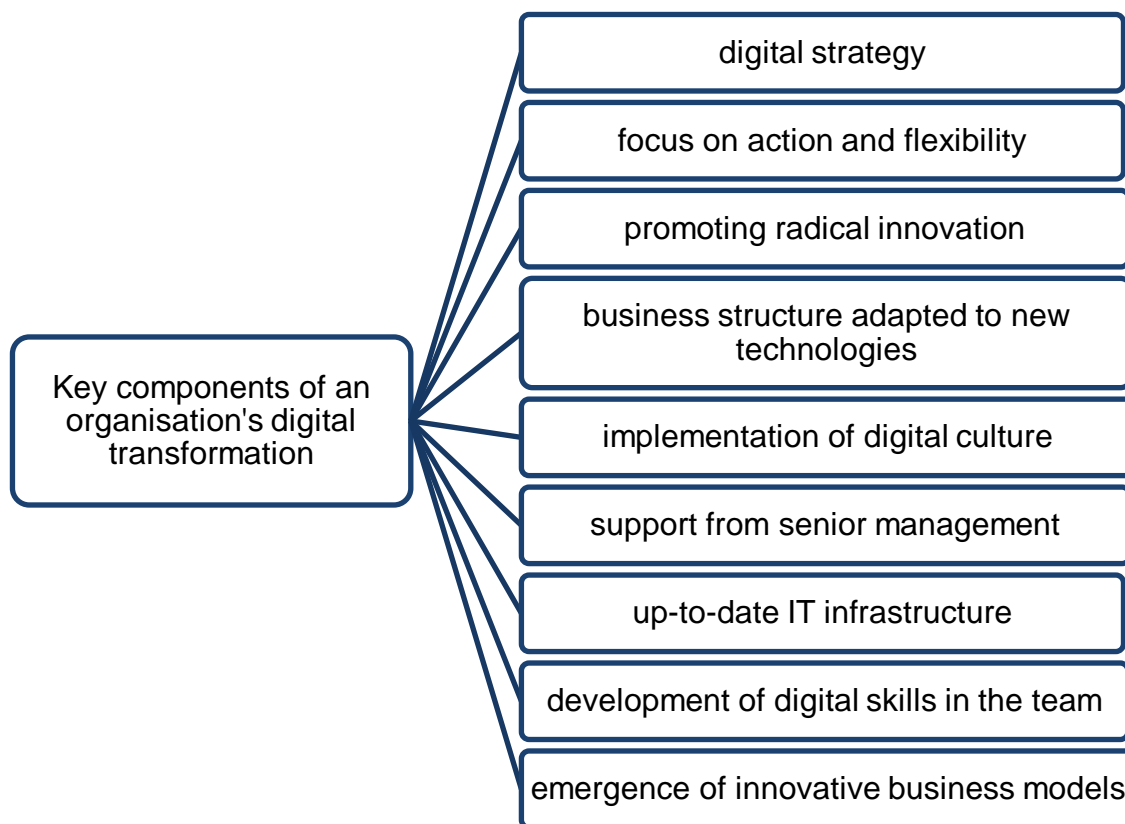 digital strategy
focus on action and flexibility
promoting radical innovation
business structure adapted to new
technologies
Key components of an
organisation's digital
transformation
implementation of digital culture
support from senior management
up-to-date IT infrastructure
development of digital skills in the team
emergence of innovative business models